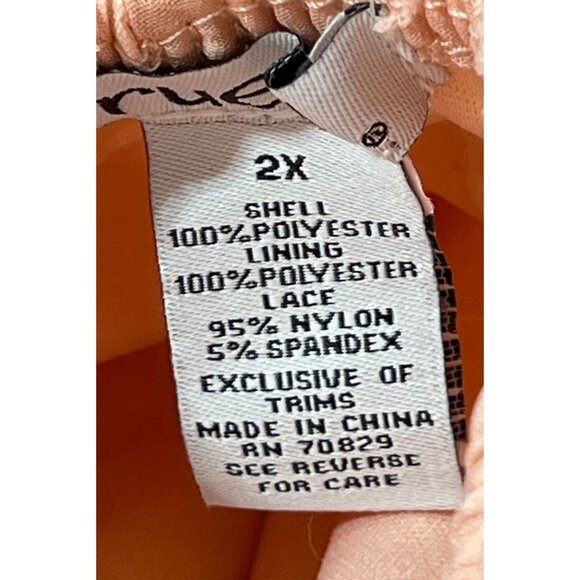 rue
2X
SHELL
100%POLYESTER
LINING
100%POLYESTER
LACE
95% NYLON
5% SPANDEX
EXCLUSIVE OF
TRIMS
MADE IN CHINA
RN 70829
SEE REVERSE
FOR CARE